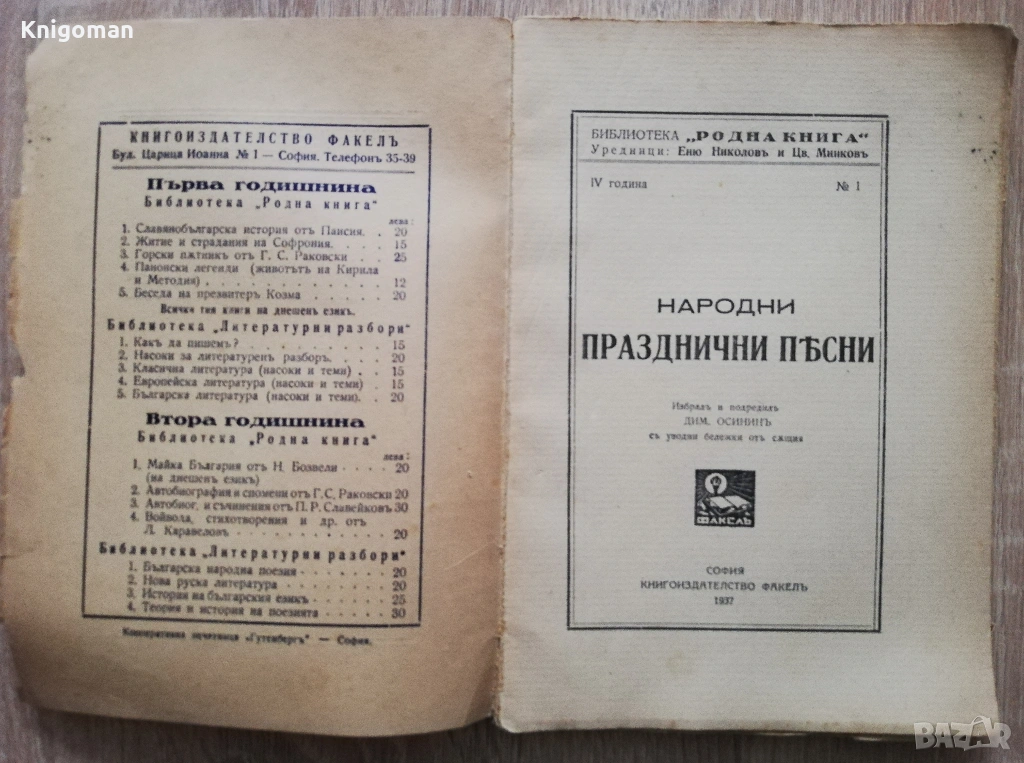 Knigoman
КНИГОИЗДАТЕЛСТВО ФАКЕЛЪ
Бул. Царица Иоанна № 1 — София. Телефонъ 35-39
Първа годишнина
Библиотека „Родна книга“
лева:
1. Славянобългарска история отъ Паисия. . 20
2. Житие и страдания на Софрония. . . . 15
3. Горски пѫтникъ отъ Г. С. Раковски . . 25
4. Панонски легенди (животътъ на Кирила
и Методия) . . . . . . . . . 12
5. Беседа на презвитеръ Козма . . . . . 20
Всички тия книги на днешенъ езикъ.
Библиотека „Литературни разбори“
1. Какъ да пишемъ? . . . . . . . . 15
2. Насоки за литературенъ разборъ. . . . 20
3. Класична литература (насоки и теми) . . 15
4. Европейска литература (насоки и теми) . 15
5. Българска литература (насоки и теми). . 20
Втора годишнина
Библиотека „Родна книга“
лева:
1. Майка България отъ Н. Бозвели . . . . 20
(на днешенъ езикъ)
2. Автобиография и спомени отъ Г. С. Раковски 20
3. Автобиог. и съчинения отъ П. Р. Славейковъ 30
4. Войвода, стихотворения и др. отъ
Л. Каравеловъ . . . . . . . . 20
Библиотека „Литературни разбори“
1. Българска народна поезия . . . . . 20
2. Нова руска литература . . . . . . 20
3. История на българския езикъ . . . . 25
4. Теория и история на поезията . . . . 30
Кооперативна печатница «Гутенбергъ» — София.
БИБЛИОТЕКА „РОДНА КНИГА“
Уредници: Еню Николовъ и Цв. Минковъ
IV година № 1
НАРОДНИ
ПРАЗДНИЧНИ ПѢСНИ
Избралъ и подредилъ
ДИМ. ОСИНИНЪ
съ уводни бележки отъ сѫщия
ФАКЕЛЪ
СОФИЯ
КНИГОИЗДАТЕЛСТВО ФАКЕЛЪ
1937
BAZAR